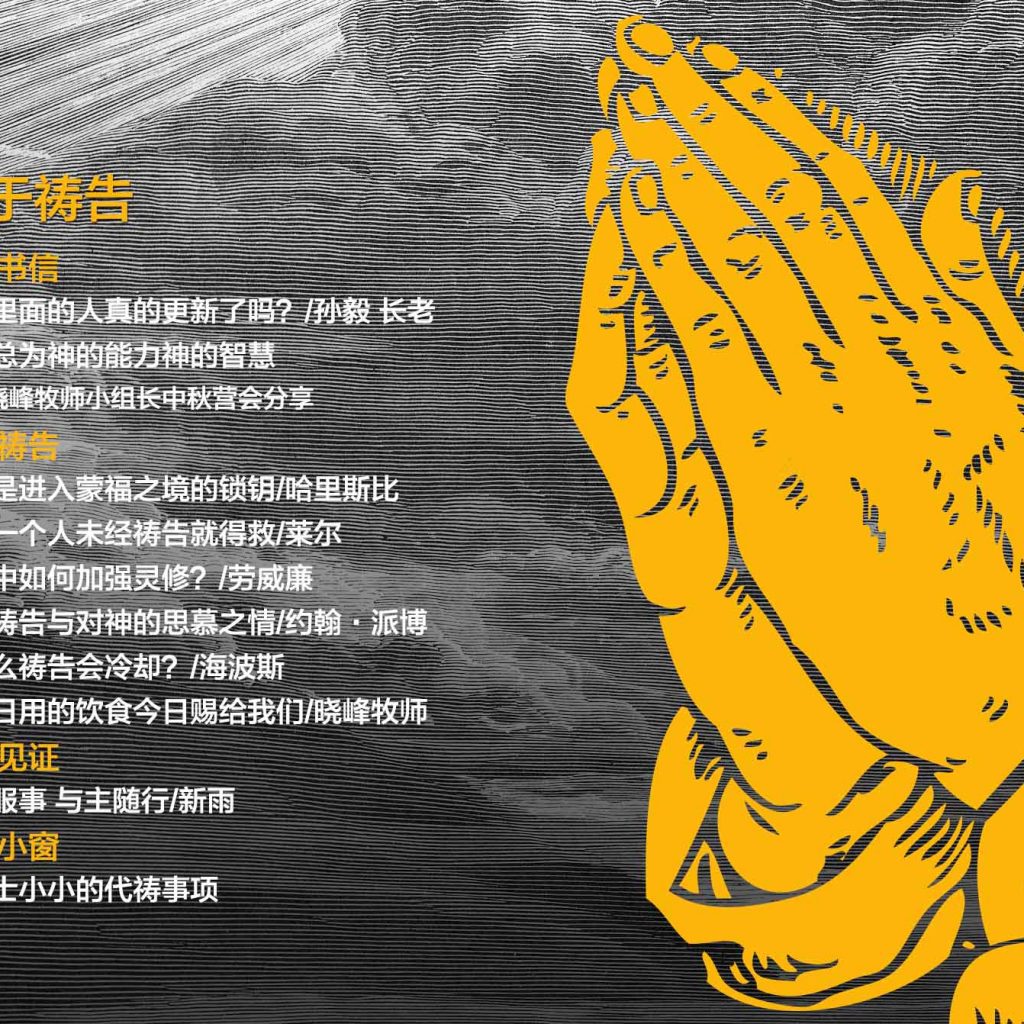 于祷告
书信
里面的人真的更新了吗？/孙毅 长老
总为神的能力神的智慧
晓峰牧师小组长中秋营会分享
祷告
是进入蒙福之境的锁钥/哈里斯比
一个人未经祷告就得救/莱尔
中如何加强灵修？/劳威廉
祷告与对神的思慕之情/约翰·派博
么祷告会冷却？/海波斯
日用的饮食今日赐给我们/晓峰牧师
见证
服事 与主随行/新雨
小窗
士小小的代祷事项